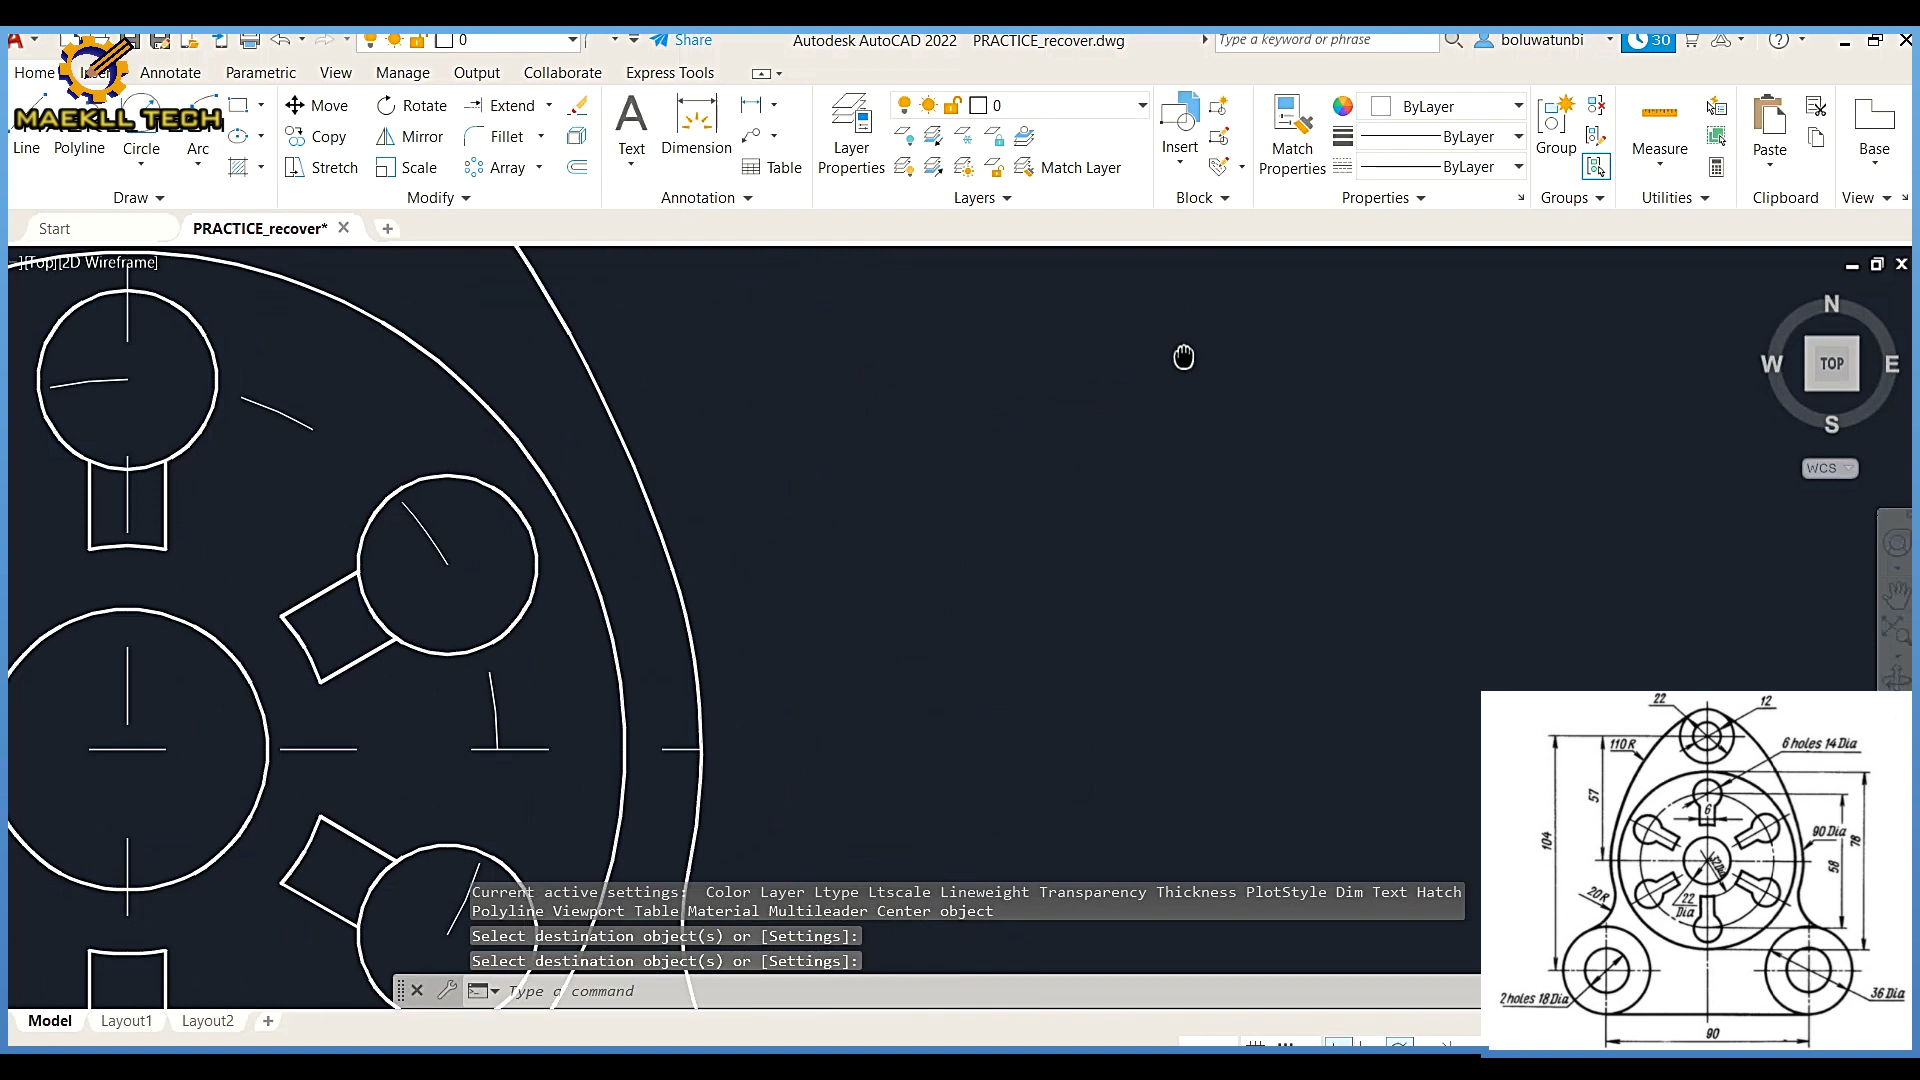 0
Share
Autodesk AutoCAD 2022 PRACTICE_recover.dwg
Type a keyword or phrase
boluwatunbi
30
Home Insert Annotate Parametric View Manage Output Collaborate Express Tools
MAEKLL TECH
Line Polyline Circle Arc
Move Rotate Extend
Copy Mirror Fillet
Stretch Scale Array
Text Dimension Table
Layer Properties
0
Match Layer
Insert
Match Properties
ByLayer
ByLayer
ByLayer
Group
Measure
Paste
Base
Draw Modify Annotation Layers Block Properties Groups Utilities Clipboard View
Start PRACTICE_recover*
][Top][2D Wireframe]
N
W TOP E
S
WCS
Current active settings: Color Layer Ltype Ltscale Lineweight Transparency Thickness PlotStyle Dim Text Hatch
Polyline Viewport Table Material Multileader Center object
Select destination object(s) or [Settings]:
Select destination object(s) or [Settings]:
Type a command
Model Layout1 Layout2
22 12
110R 6 holes 14 Dia
57
6
104
90 Dia
58
78
32Dia
20R
22
Dia
2 holes 18 Dia
36 Dia
90